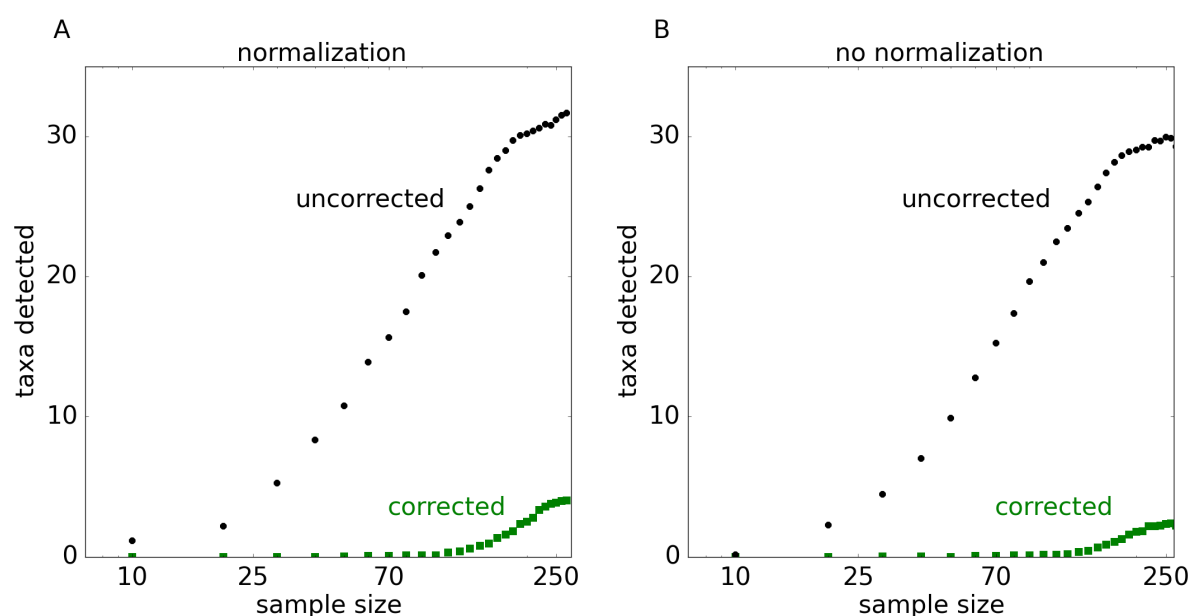 A
normalization
30
20
10
0
taxa detected
uncorrected
corrected
10
25
70
250
sample size
B
no normalization
30
20
10
0
taxa detected
uncorrected
corrected
10
25
70
250
sample size